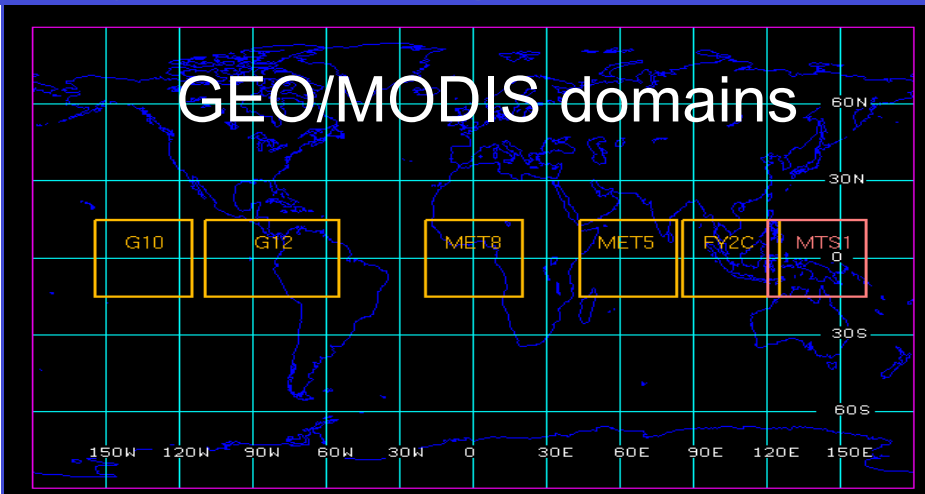 GEO/MODIS domains
60N
30N
G10 G12 MET8 MET5 FY2C MTS1
0
30S
60S
150W 120W 90W 60W 30W 0 30E 60E 90E 120E 150E